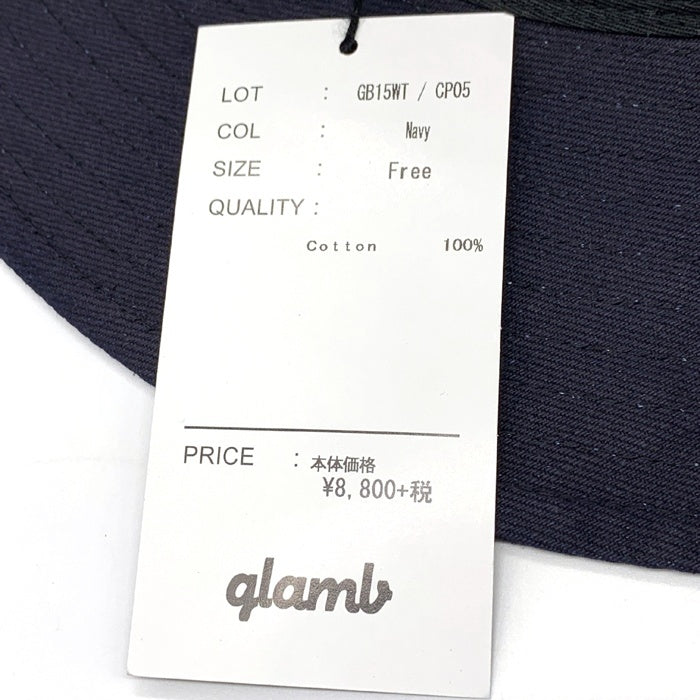 LOT : GB15WT / CP05
COL : Navy
SIZE : Free
QUALITY :
Cotton 100%
PRICE : 本体価格
¥8,800+税
glamb